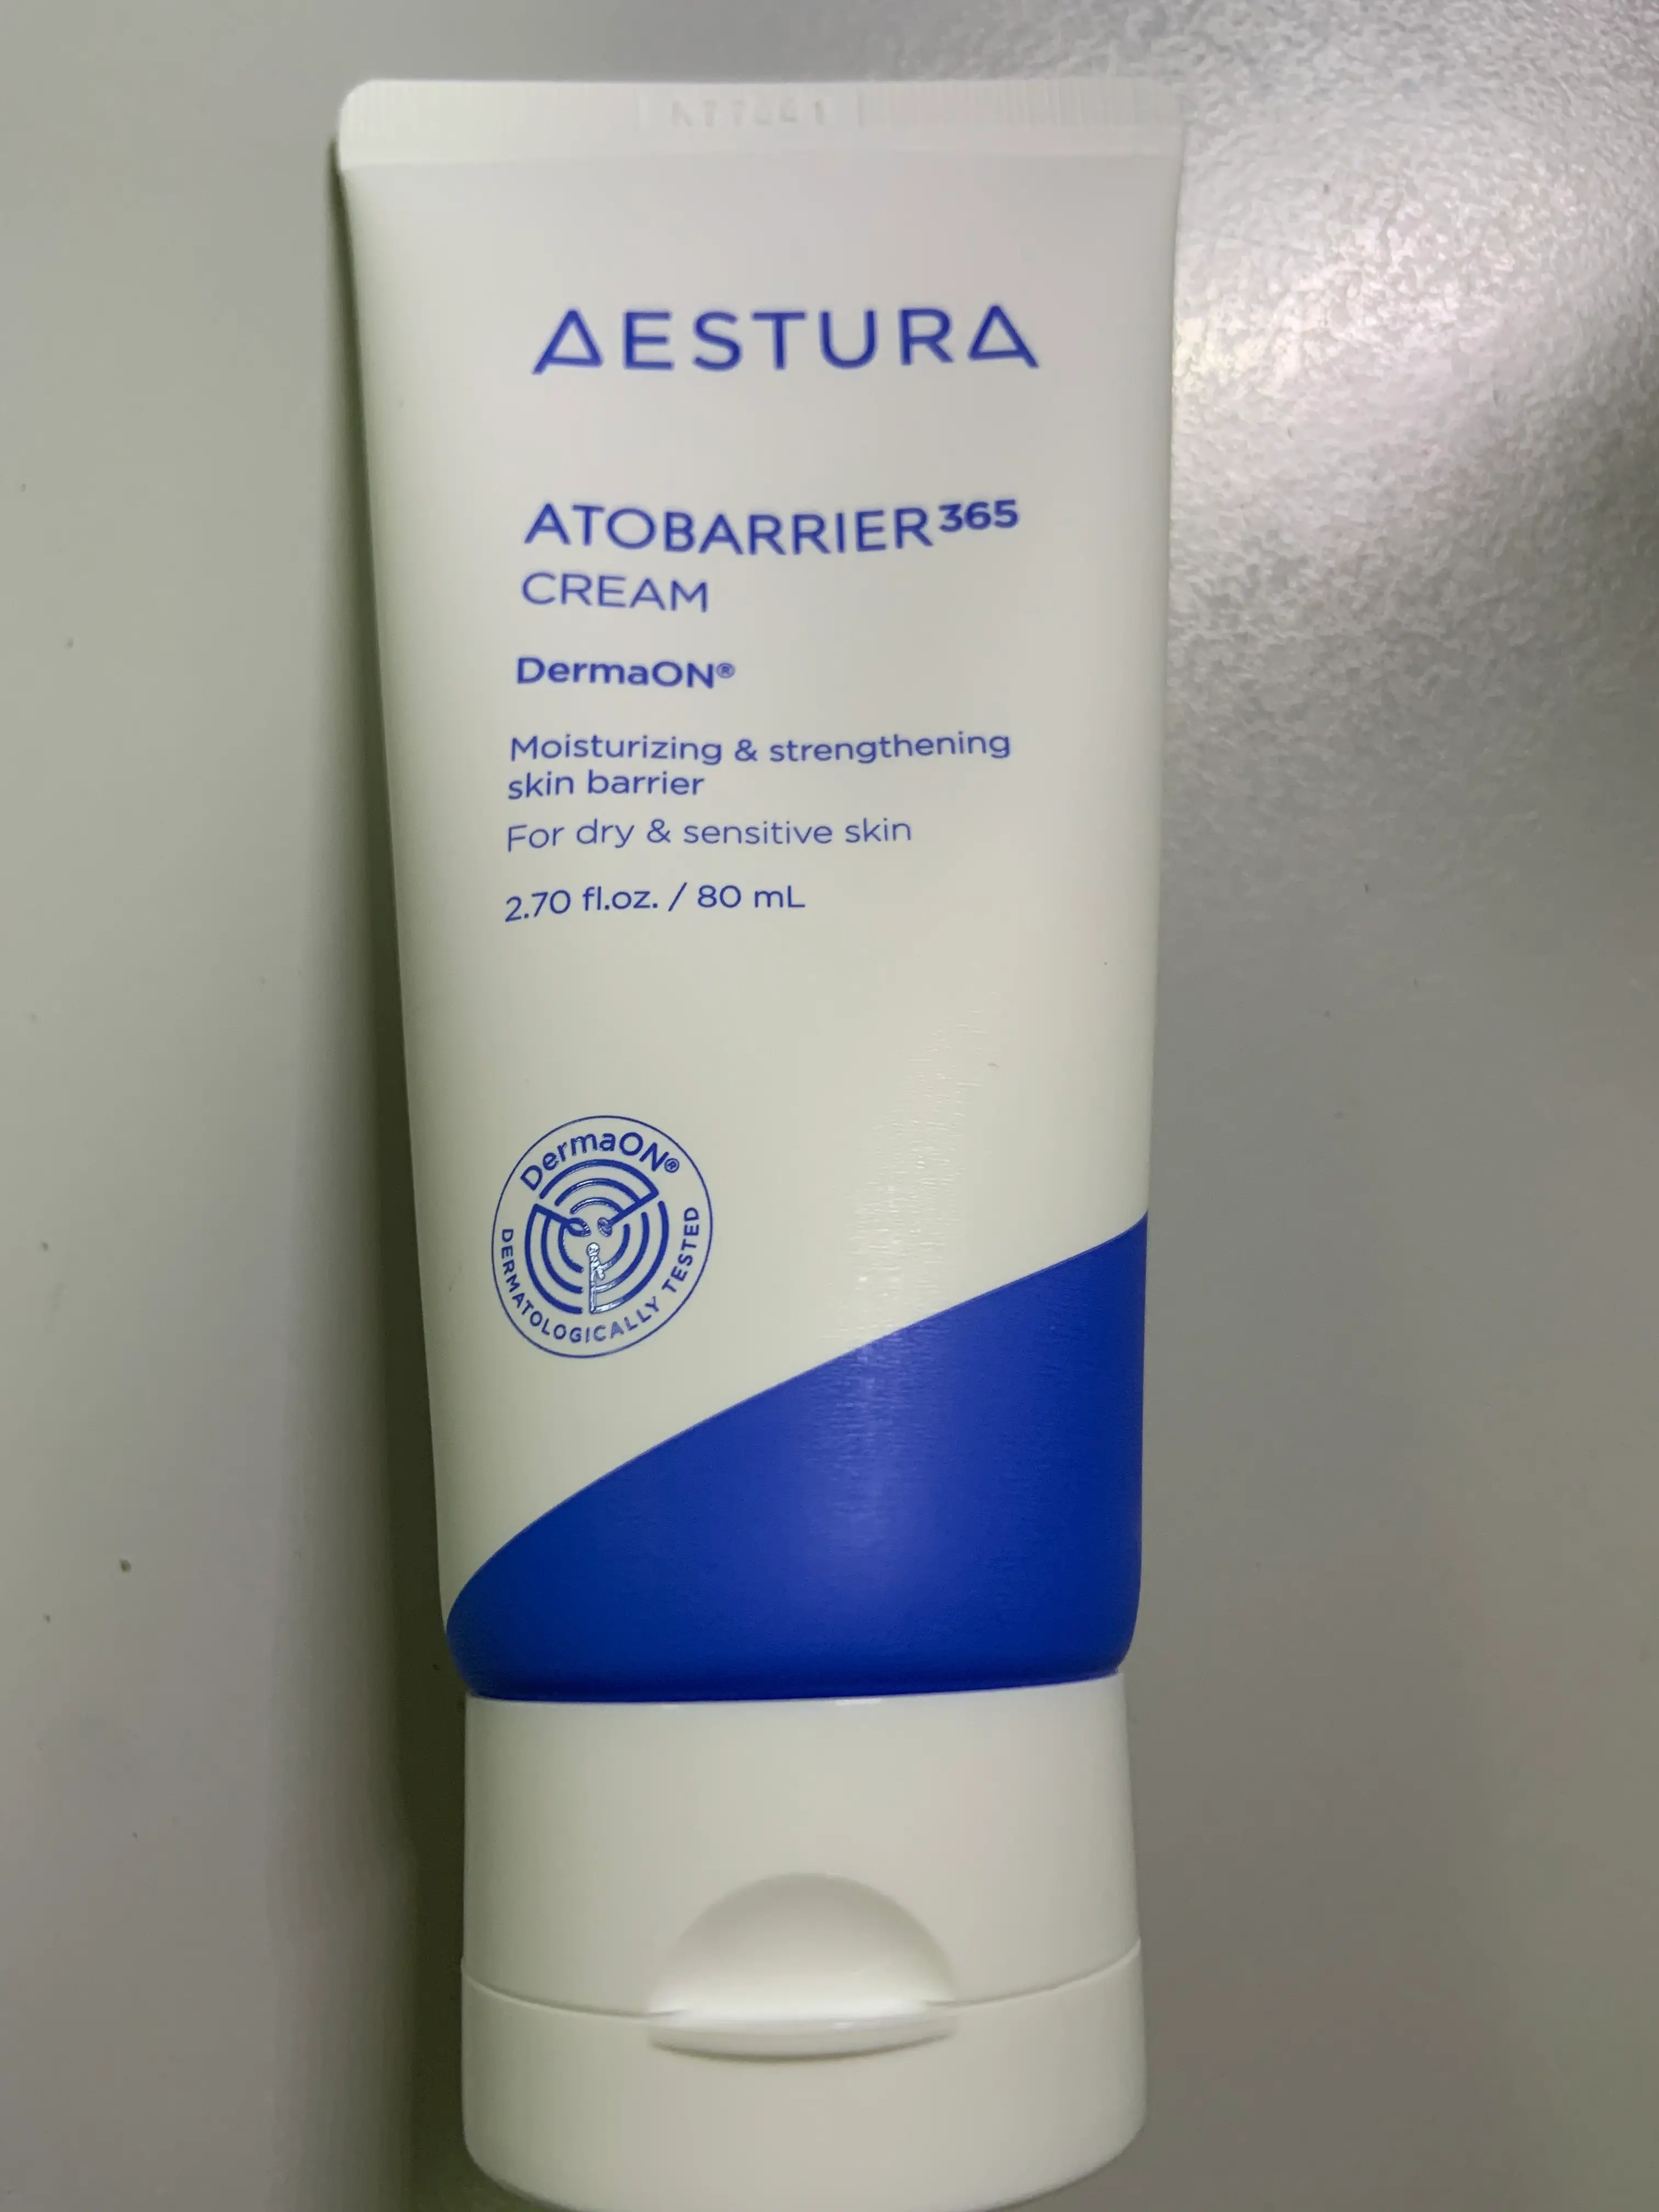 AESTURA
ATOBARRIER365
CREAM
DermaON®
Moisturizing & strengthening
skin barrier
For dry & sensitive skin
2.70 fl.oz. / 80 mL
DermaON®
DERMATOLOGICALLY TESTED